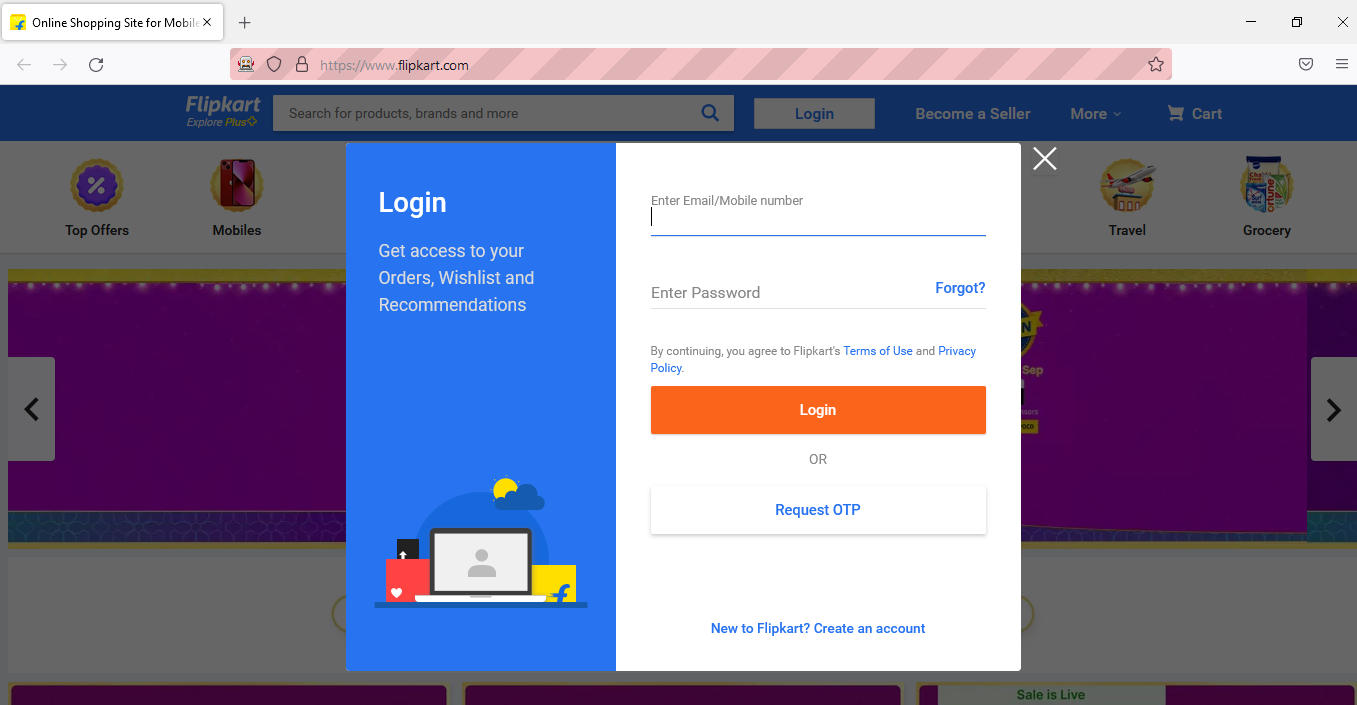 Online Shopping Site for Mobile
https://www.flipkart.com
Flipkart
Explore Plus
Search for products, brands and more
Login
Become a Seller
More
Cart
Top Offers
Mobiles
Travel
Grocery
Login
Get access to your
Orders, Wishlist and
Recommendations
Enter Email/Mobile number
Enter Password
Forgot?
By continuing, you agree to Flipkart's Terms of Use and Privacy
Policy.
Login
OR
Request OTP
New to Flipkart? Create an account
Sep
Sale is Live